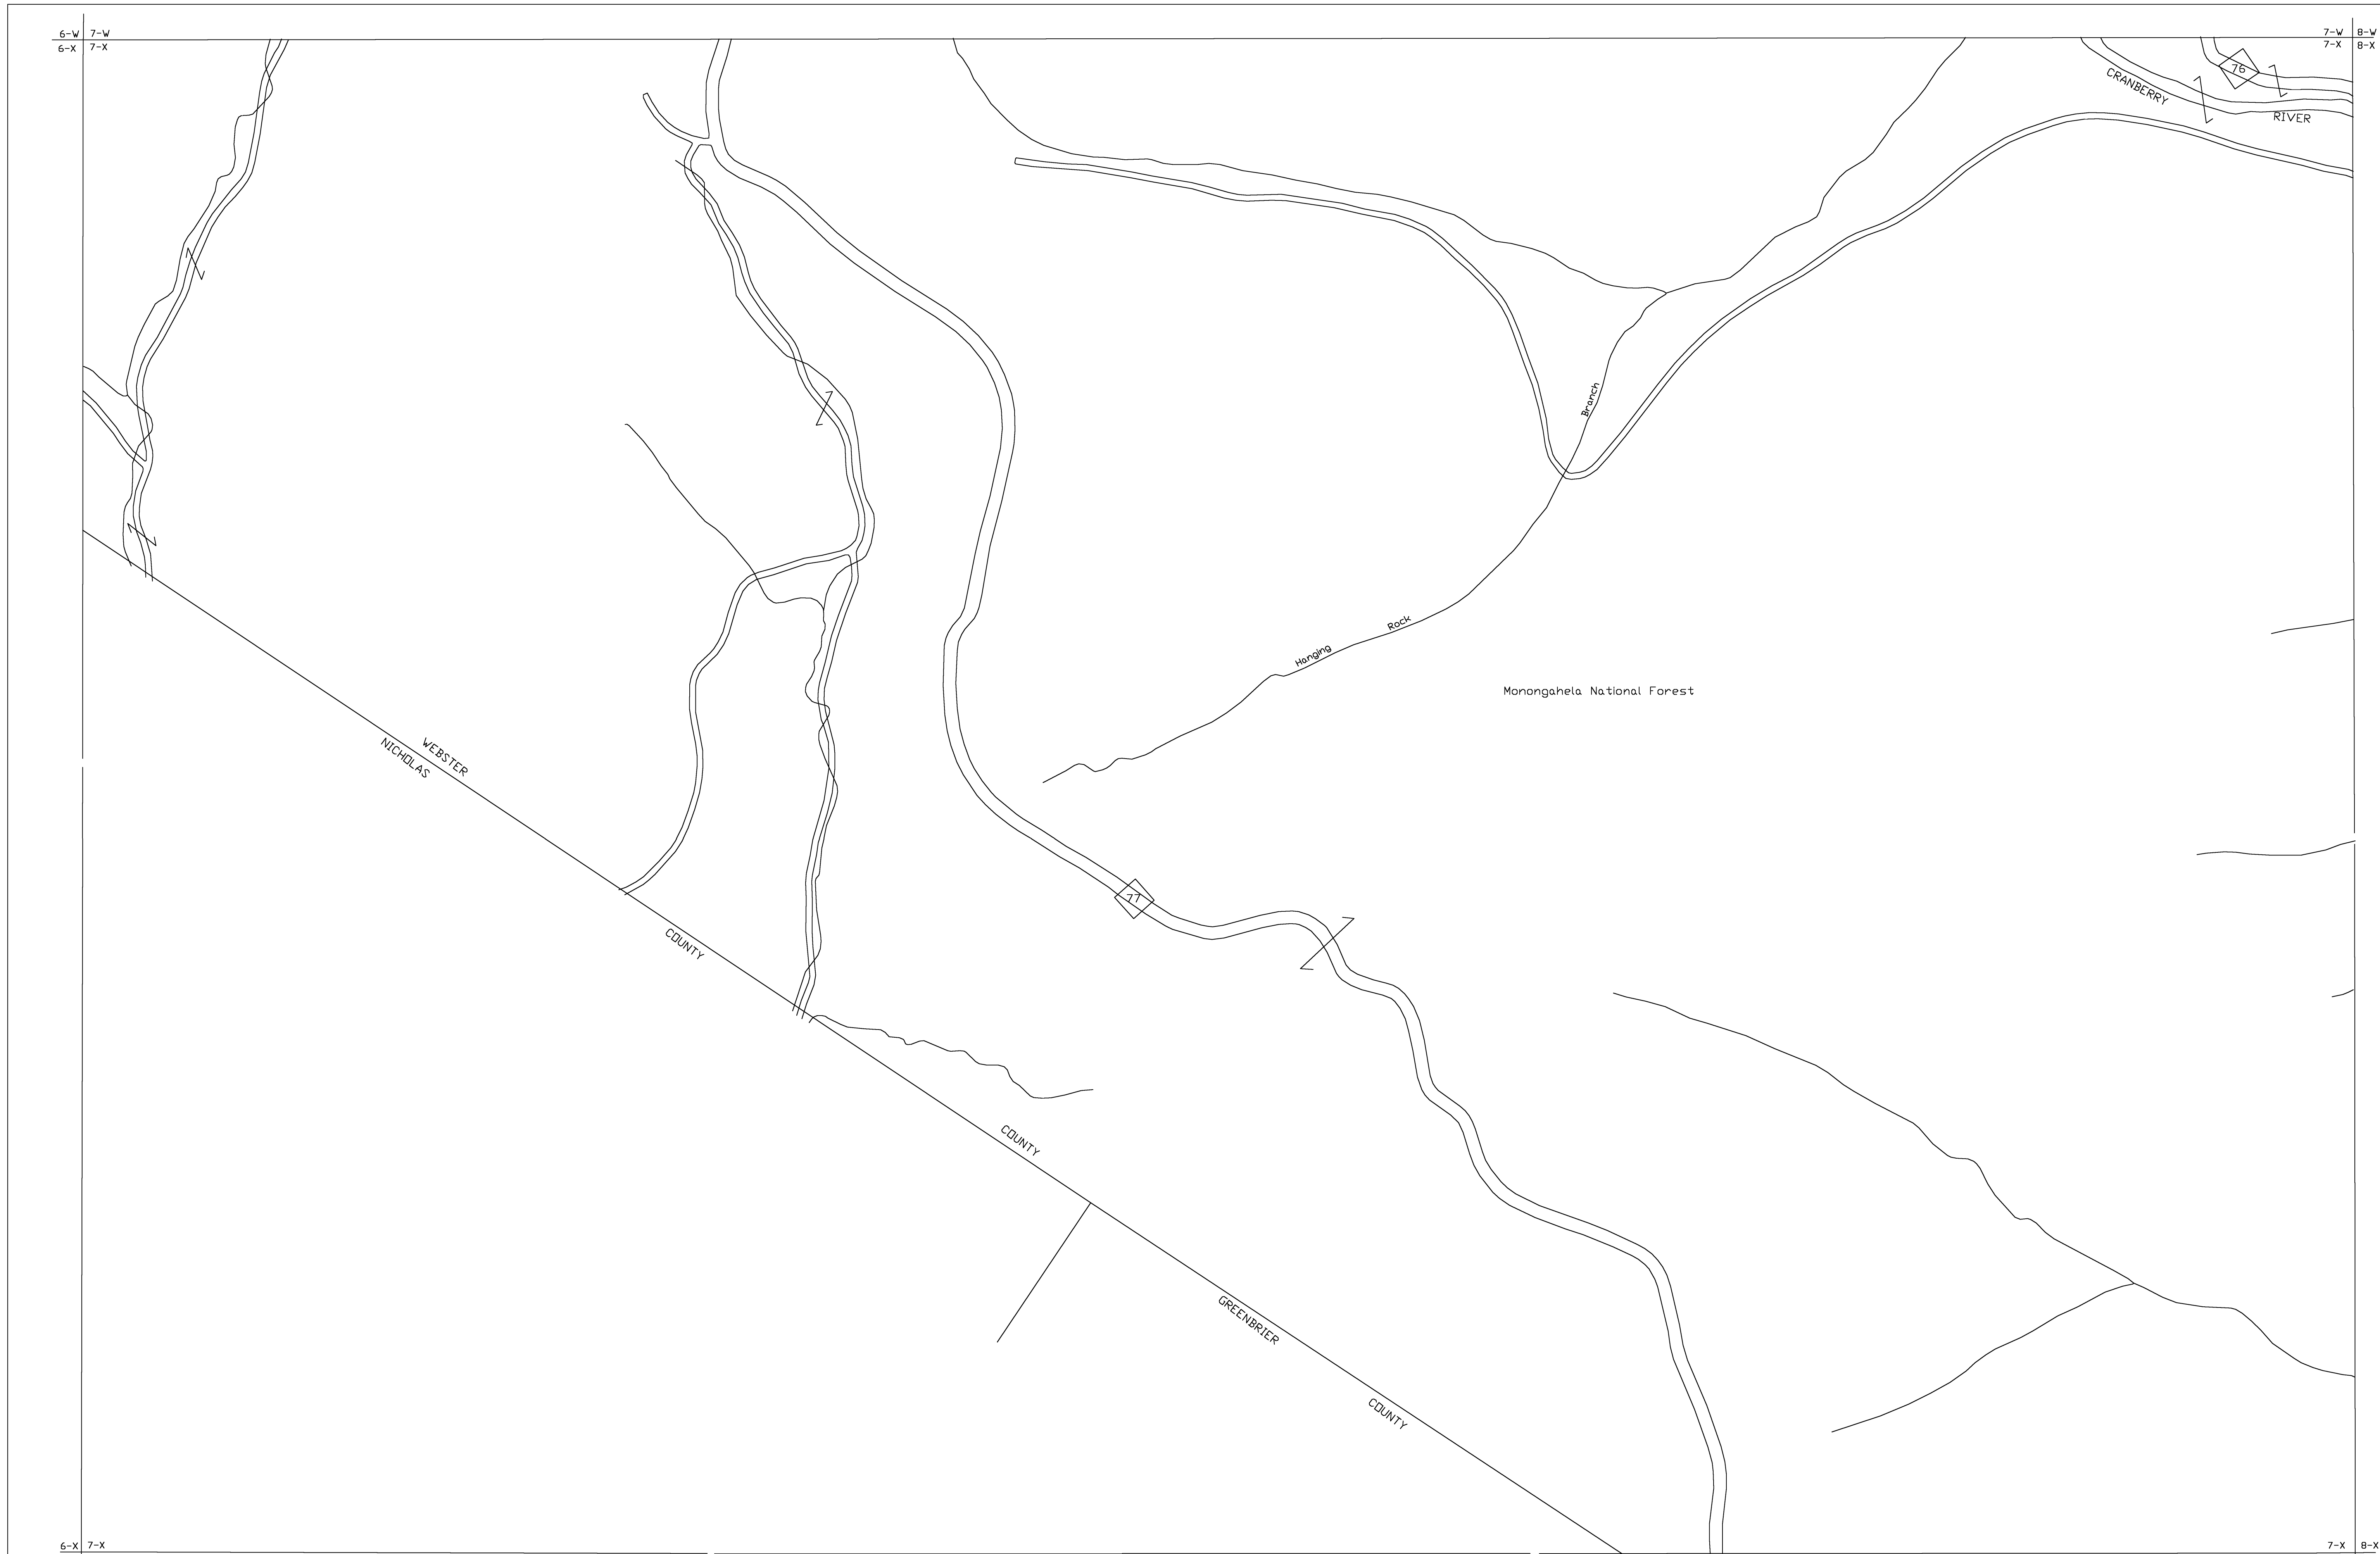 6-W 7-W
6-X 7-X
7-W 8-W
7-X 8-X
76
CRANBERRY
RIVER
Branch
Rock
Hanging
Monongahela National Forest
WEBSTER
NICHOLAS
77
COUNTY
COUNTY
GREENBRIER
COUNTY
6-X 7-X
7-X 8-X